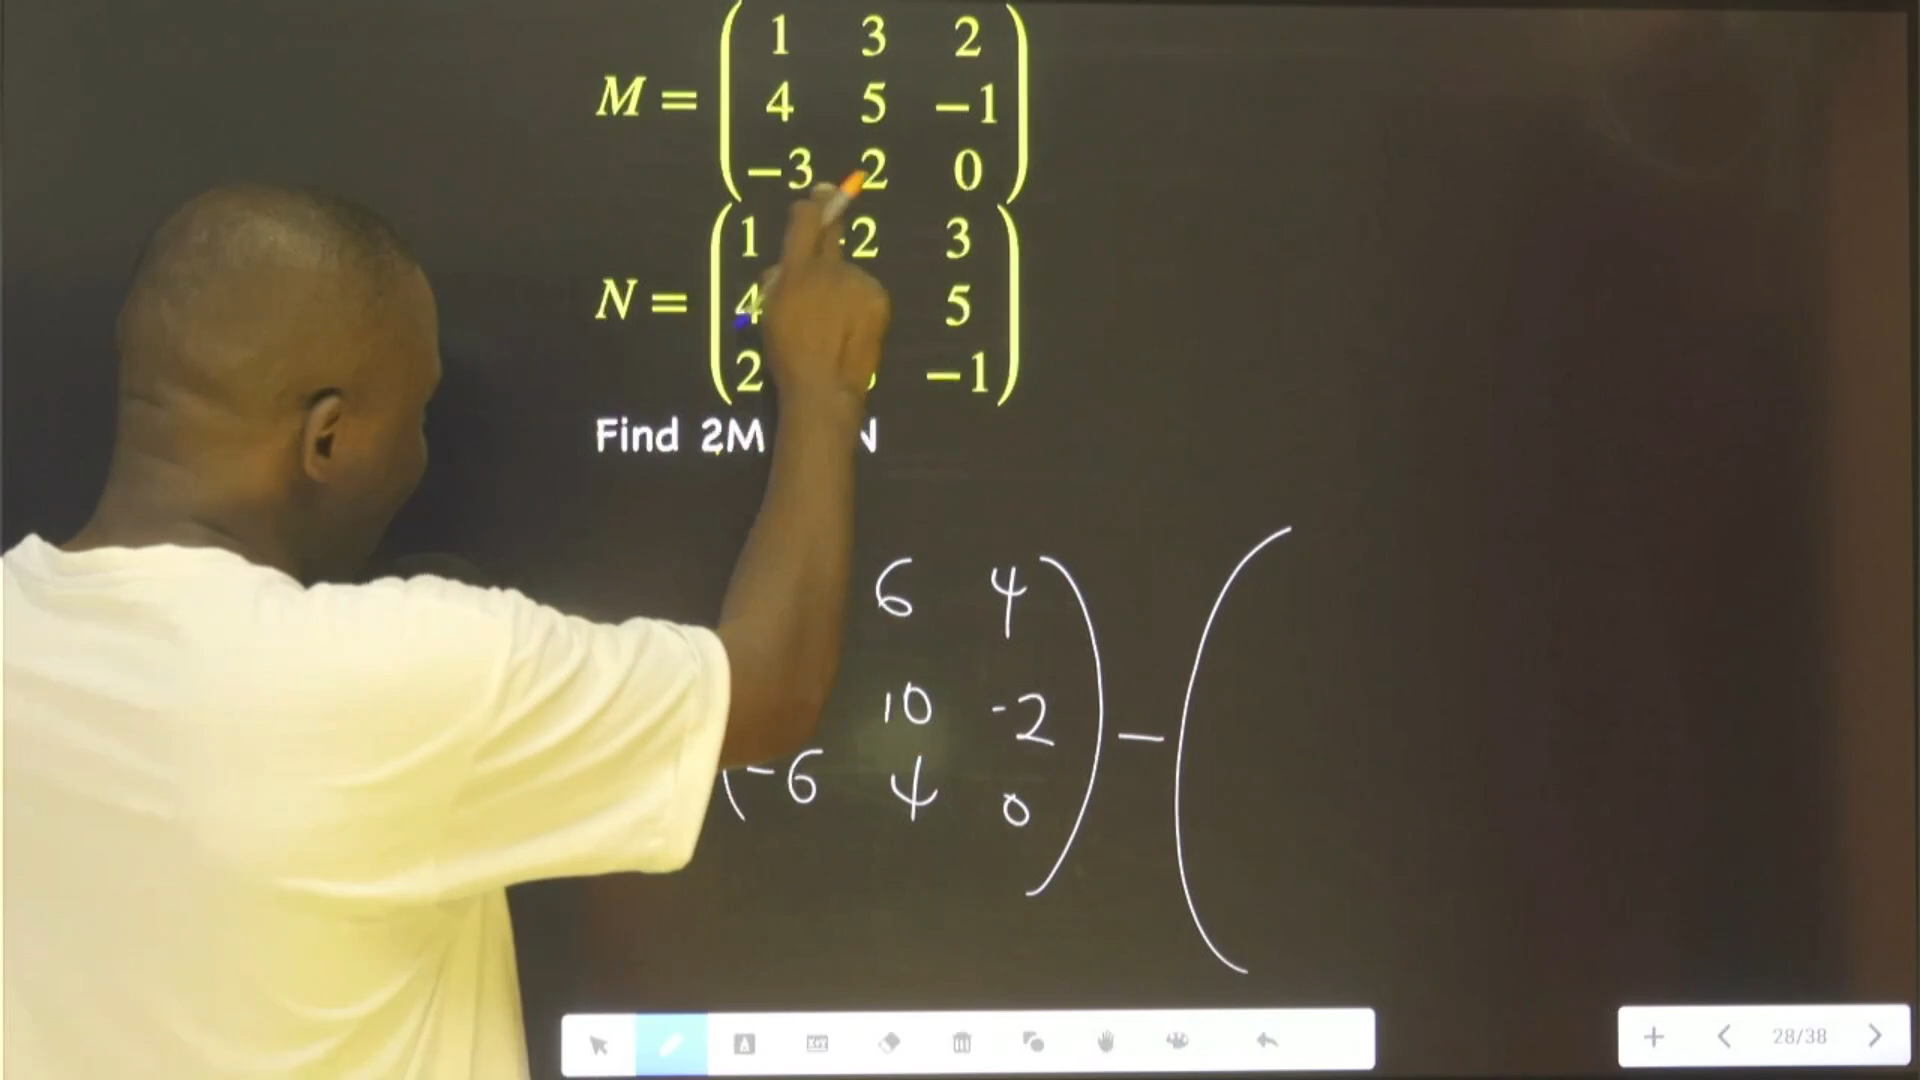 M = ( 1 3 2
4 5 −1
−3 2 0 )
N = ( 1 -2 3
4 5
2 −1 )
Find 2M N
6 4
10 -2
-6 4 0 ) − (
28/38